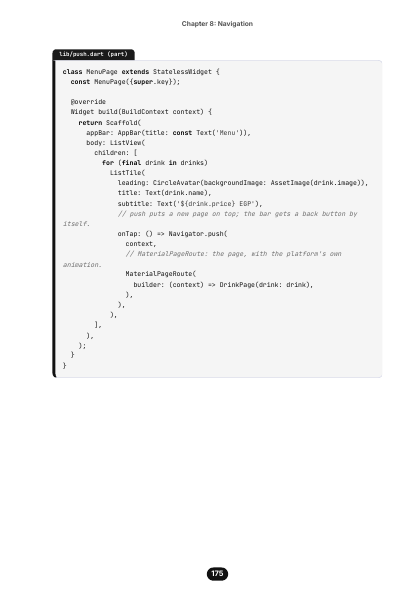 Chapter 8: Navigation
lib/push.dart (part)
class MenuPage extends StatelessWidget {
  const MenuPage({super.key});

  @override
  Widget build(BuildContext context) {
    return Scaffold(
      appBar: AppBar(title: const Text('Menu')),
      body: ListView(
        children: [
          for (final drink in drinks)
            ListTile(
              leading: CircleAvatar(backgroundImage: AssetImage(drink.image)),
              title: Text(drink.name),
              subtitle: Text('${drink.price} EGP'),
              // push puts a new page on top; the bar gets a back button by
itself.
              onTap: () => Navigator.push(
                context,
                // MaterialPageRoute: the page, with the platform's own
animation.
                MaterialPageRoute(
                  builder: (context) => DrinkPage(drink: drink),
                ),
              ),
            ),
        ],
      ),
    );
  }
}
175